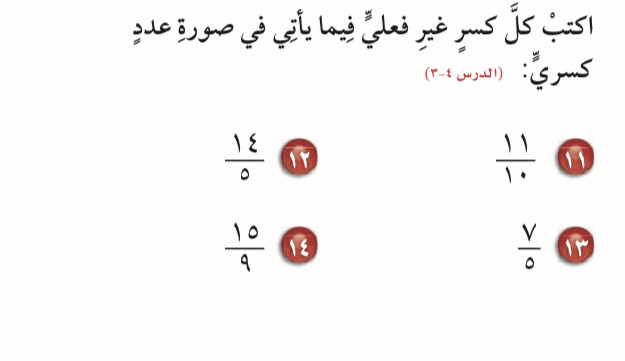 اكتبْ كلَّ كسرٍ غيرِ فعليٍّ فِيما يأتِي في صورةِ عددٍ
كسريٍّ: (الدرس ٤-٣)
١١ ١١/١٠ ١٢ ١٤/٥
١٣ ٧/٥ ١٤ ١٥/٩